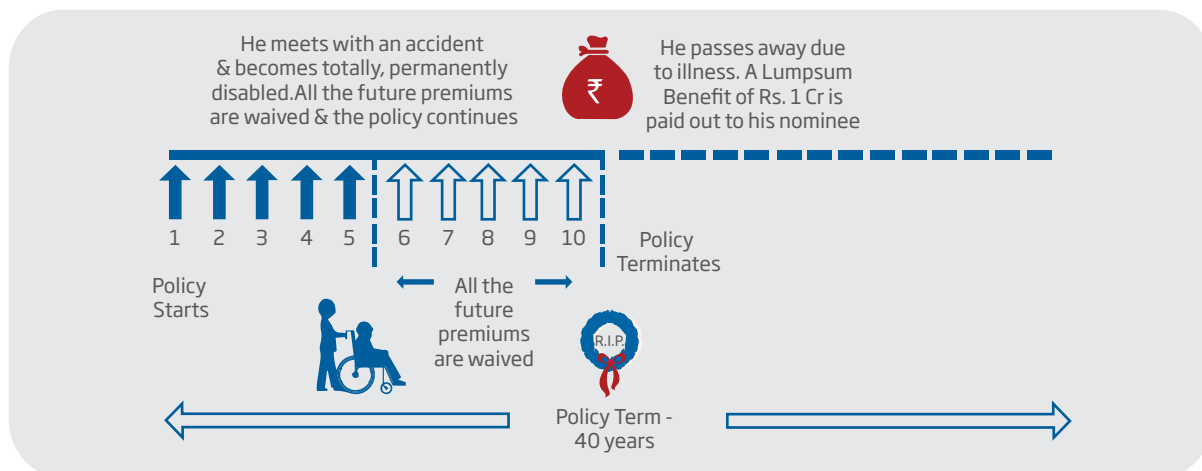 He meets with an accident
& becomes totally, permanently
disabled.All the future premiums
are waived & the policy continues
₹
He passes away due
to illness. A Lumpsum
Benefit of Rs. 1 Cr is
paid out to his nominee
1 2 3 4 5 6 7 8 9 10
Policy
Terminates
Policy
Starts
All the
future
premiums
are waived
R.I.P.
Policy Term -
40 years